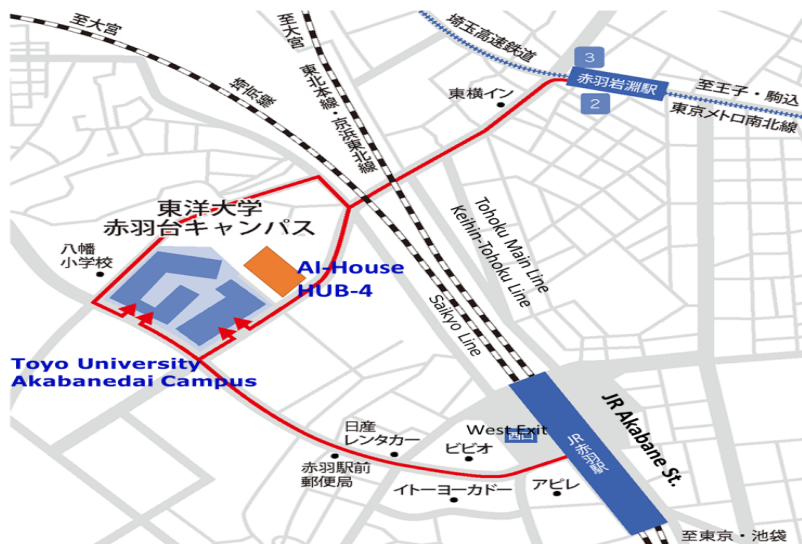 至大宮
至大宮
埼玉高速鉄道
3
赤羽岩淵駅
至王子・駒込
2
東京メトロ南北線
埼京線
東北本線・京浜東北線
東横イン
東洋大学
赤羽台キャンパス
八幡
小学校
AI-House
HUB-4
Tohoku Main Line
Keihin-Tohoku Line
Saikyo Line
Toyo University
Akabanedai Campus
JR Akabane St.
West Exit
西口
JR赤羽駅
日産
レンタカー
ビビオ
赤羽駅前
郵便局
イトーヨーカドー
アピレ
至東京・池袋